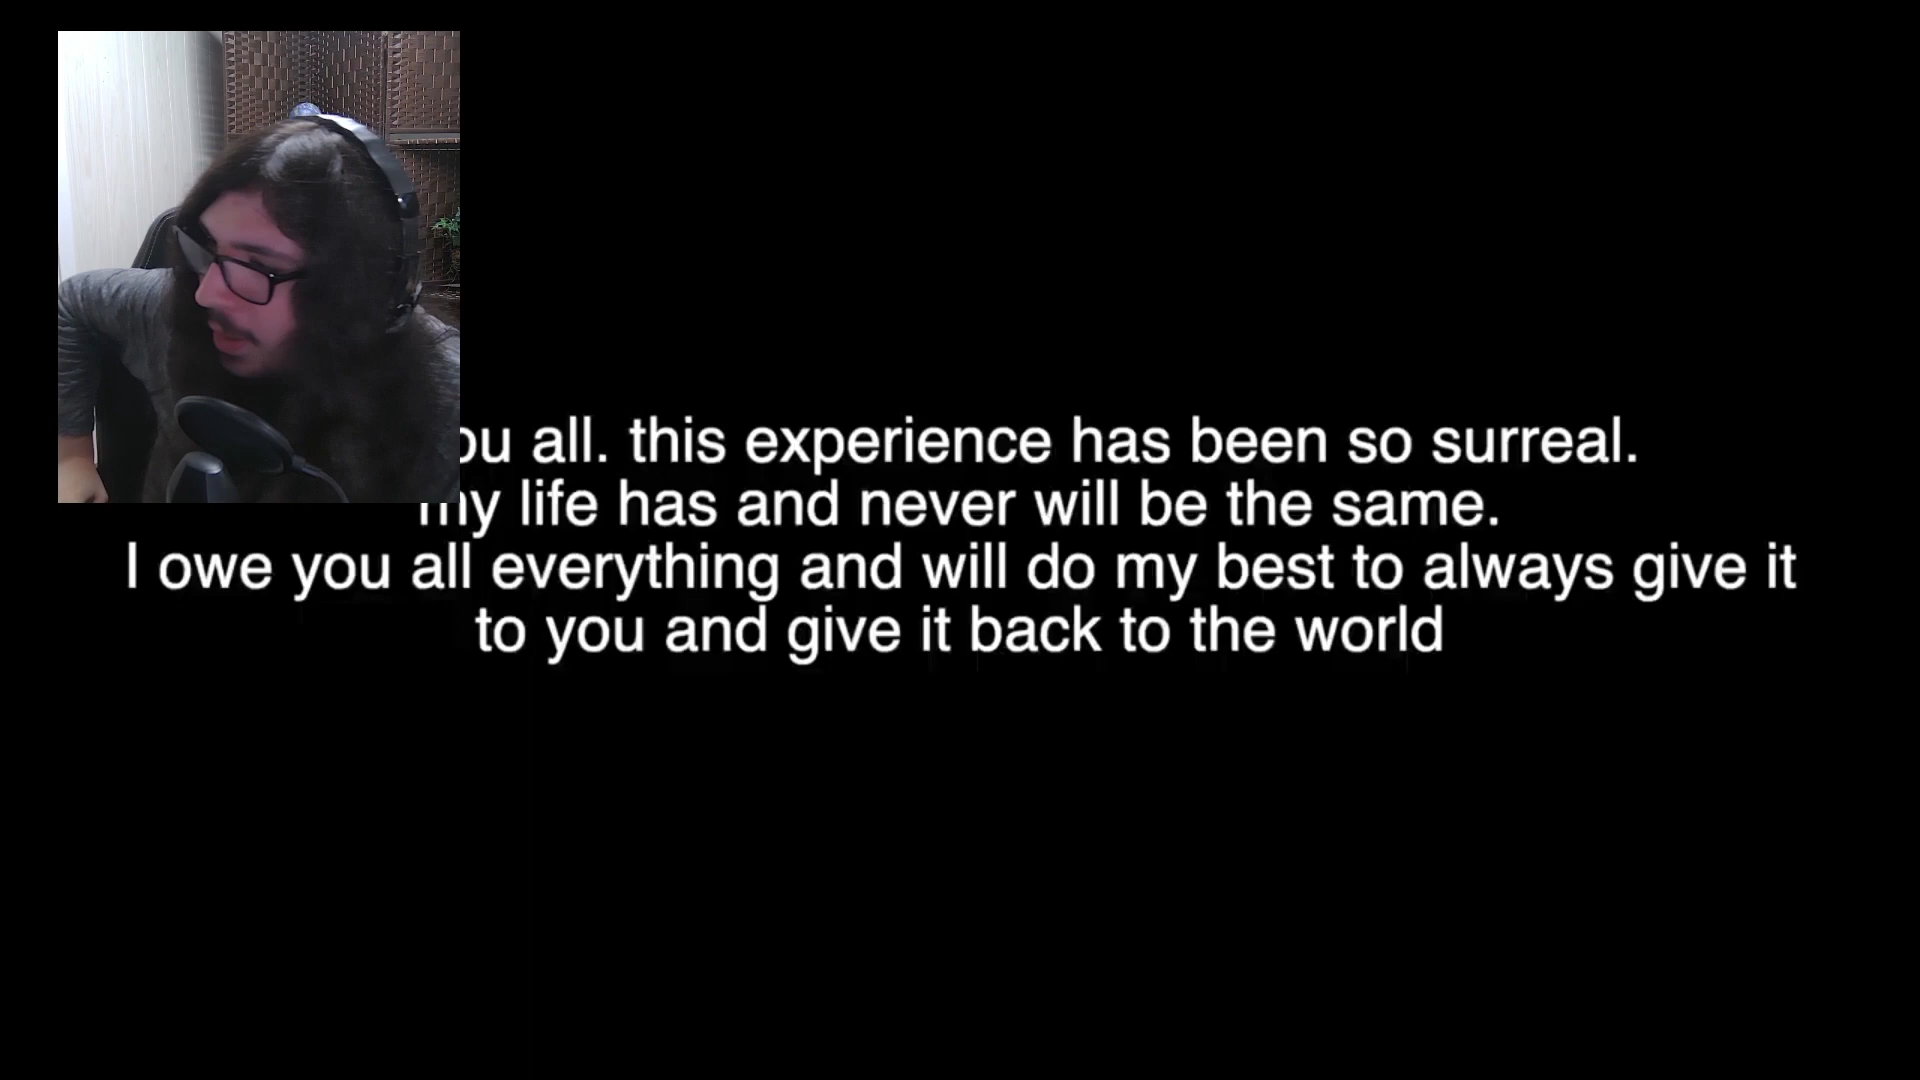 all. this experience has been so surreal.
my life has and never will be the same.
I owe you all everything and will do my best to always give it
to you and give it back to the world